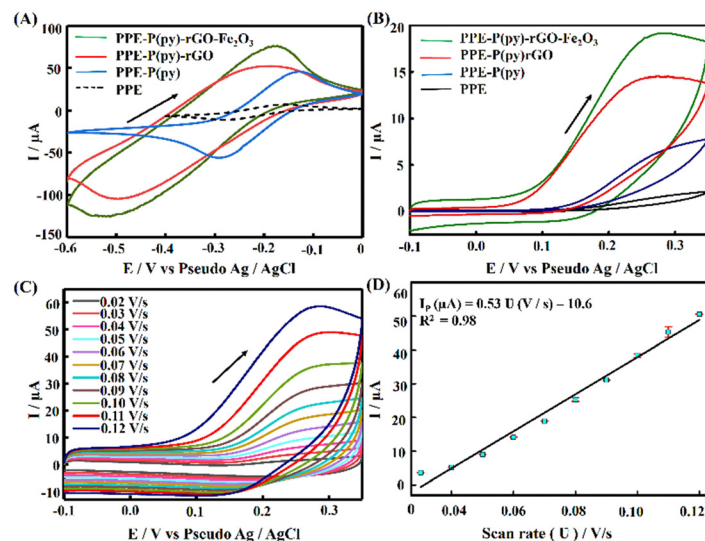 (A)
PPE-P(py)-rGO-Fe₂O₃
PPE-P(py)-rGO
PPE-P(py)
PPE
100
50
0
-50
-100
-150
I / µA
-0.6 -0.5 -0.4 -0.3 -0.2 -0.1 0
E / V vs Pseudo Ag / AgCl
(B)
PPE-P(py)-rGO-Fe₂O₃
PPE-P(py)rGO
PPE-P(py)
PPE
20
15
10
5
0
I / µA
-0.1 0.0 0.1 0.2 0.3
E / V vs Pseudo Ag / AgCl
(C)
0.02 V/s
0.03 V/s
0.04 V/s
0.05 V/s
0.06 V/s
0.07 V/s
0.08 V/s
0.09 V/s
0.10 V/s
0.11 V/s
0.12 V/s
60
50
40
30
20
10
0
-10
I / µA
-0.1 0.0 0.1 0.2 0.3
E / V vs Pseudo Ag / AgCl
(D)
Iₚ (µA) = 0.53 Ʋ (V / s) – 10.6
R² = 0.98
50
40
30
20
10
0
I / µA
0 0.04 0.06 0.08 0.10 0.12
Scan rate ( Ʋ ) / V/s